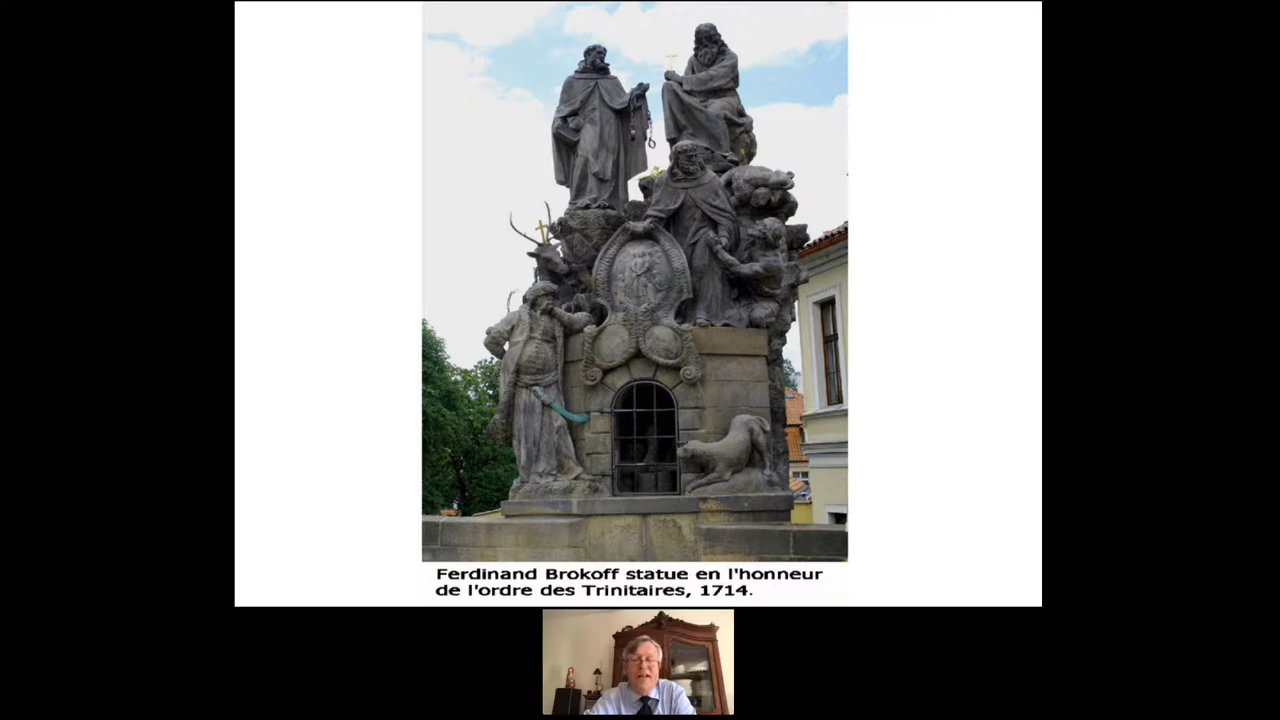 Ferdinand Brokoff statue en l'honneur
de l'ordre des Trinitaires, 1714.